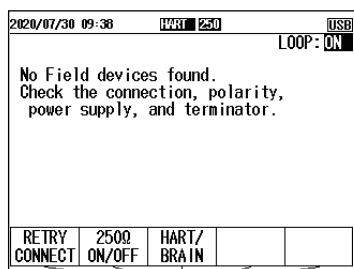 2020/07/30 09:38 HART 250 USB
LOOP: ON
No Field devices found.
Check the connection, polarity,
power supply, and terminator.
RETRY CONNECT 250Ω ON/OFF HART/ BRAIN